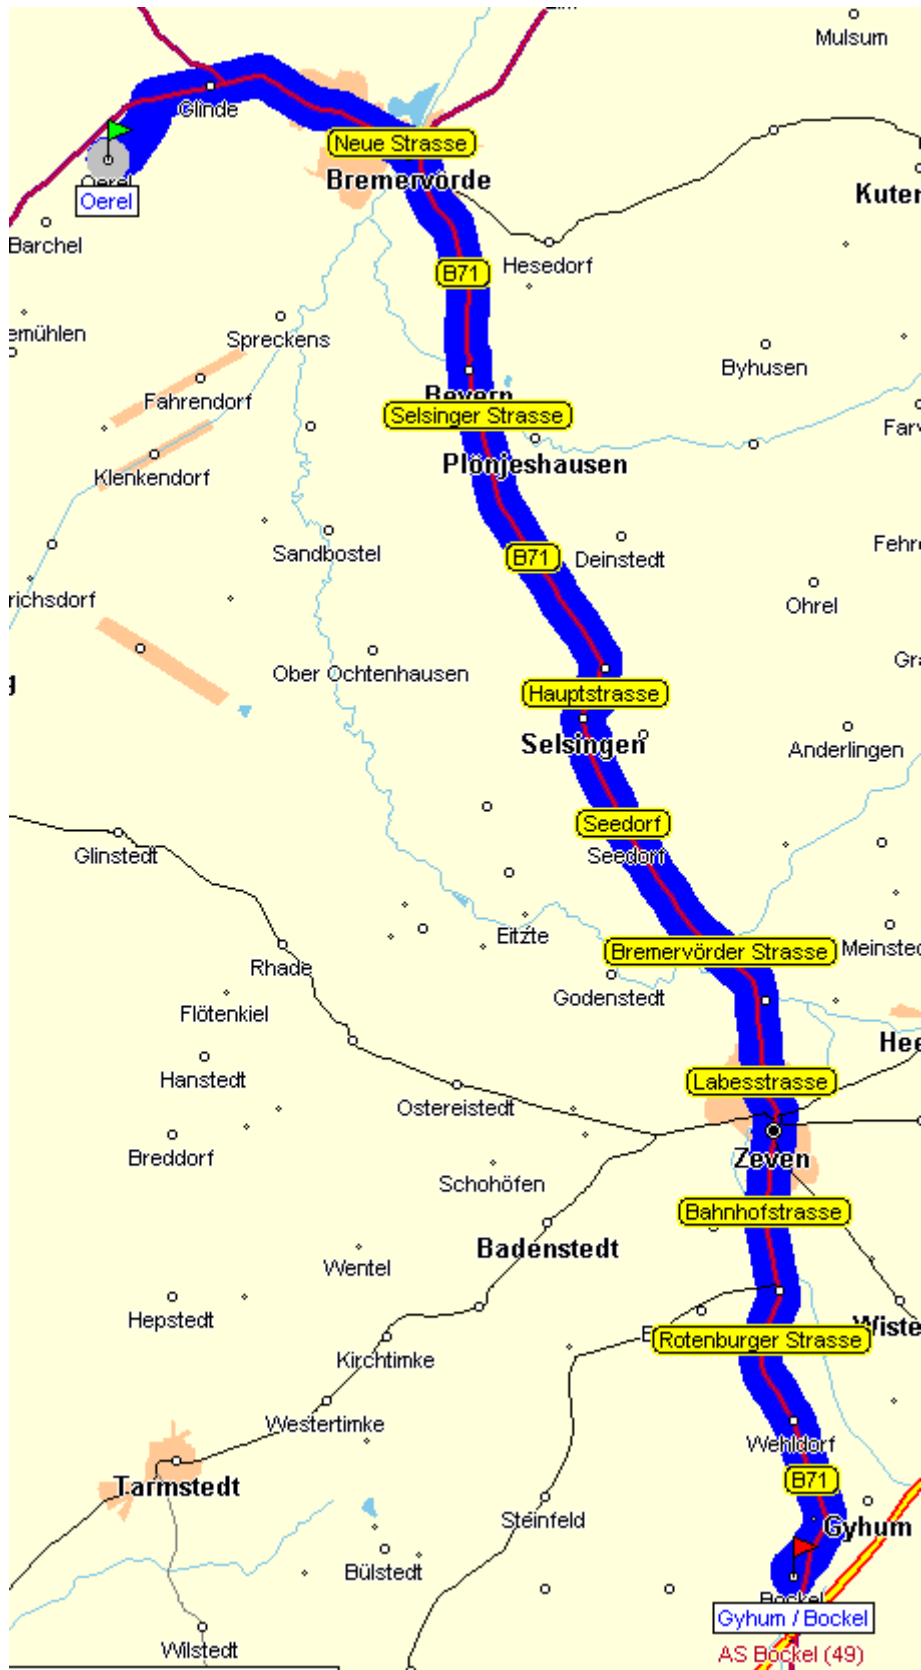 Mulsum
Glinde
Neue Strasse
Oerel
Bremervörde
Oerel
Kuter
Barchel
Hesedorf
B71
emühlen
Spreckens
Byhusen
Bevern
Fahrendorf
Selsinger Strasse
Farv
Plönjeshausen
Klenkendorf
Sandbostel
B71
Deinstedt
Fehr
richsdorf
Ohrel
Ober Ochtenhausen
Gra
Hauptstrasse
Selsingen
Anderlingen
Seedorf
Glinstedt
Seedorf
Eitzte
Bremervörder Strasse
Meinsted
Rhade
Godenstedt
Flötenkiel
Hee
Hanstedt
Labesstrasse
Ostereistedt
Breddorf
Zeven
Schohöfen
Bahnhofstrasse
Badenstedt
Wentel
Hepstedt
Wiste
E
Rotenburger Strasse
Kirchtimke
Westertimke
Wehldorf
B71
Tarmstedt
Steinfeld
Gyhum
Bülstedt
Bockel
Gyhum / Bockel
Wilstedt
AS Bockel (49)